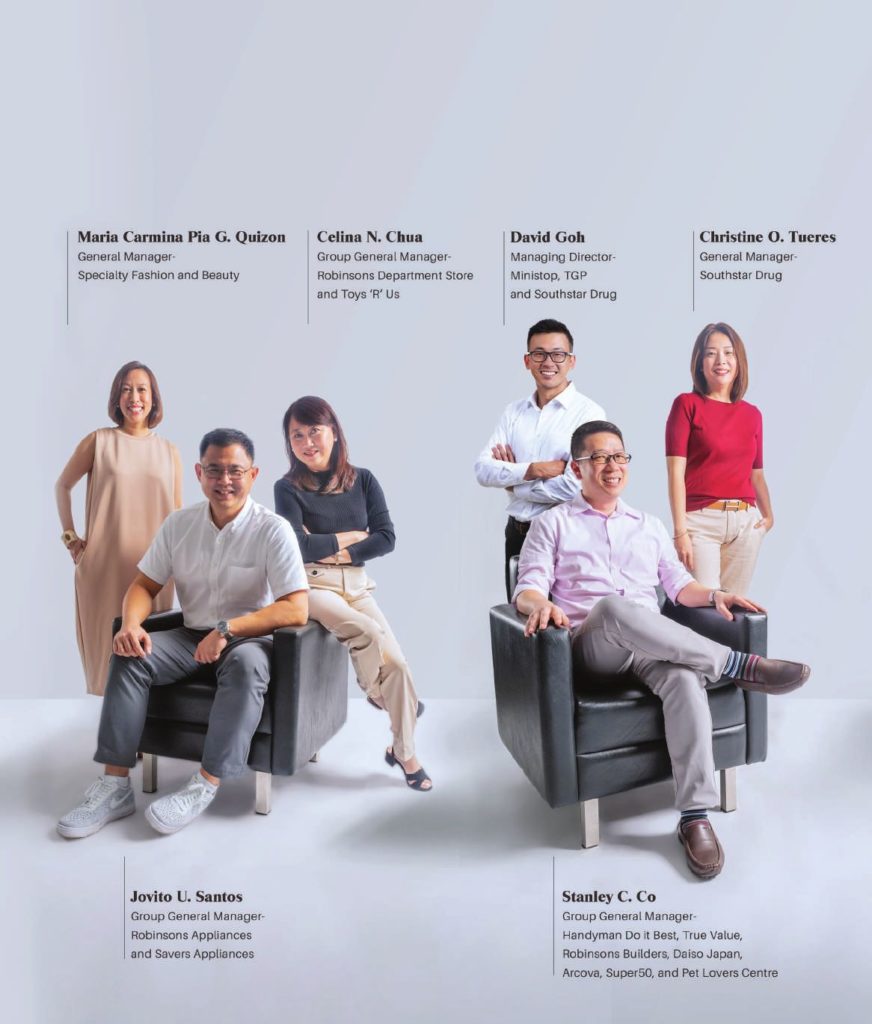 Maria Carmina Pia G. Quizon
General Manager-
Specialty Fashion and Beauty
Celina N. Chua
Group General Manager-
Robinsons Department Store
and Toys ‘R’ Us
David Goh
Managing Director-
Ministop, TGP
and Southstar Drug
Christine O. Tueres
General Manager-
Southstar Drug
Jovito U. Santos
Group General Manager-
Robinsons Appliances
and Savers Appliances
Stanley C. Co
Group General Manager-
Handyman Do it Best, True Value,
Robinsons Builders, Daiso Japan,
Arcova, Super50, and Pet Lovers Centre